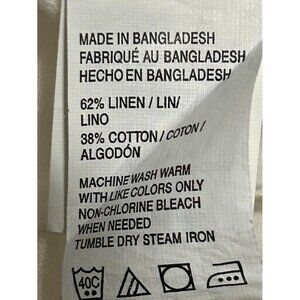 MADE IN BANGLADESH
FABRIQUÉ AU BANGLADESH
HECHO EN BANGLADESH
62% LINEN / LIN/
LINO
38% COTTON / COTON /
ALGODÓN
MACHINE WASH WARM
WITH LIKE COLORS ONLY
NON-CHLORINE BLEACH
WHEN NEEDED
TUMBLE DRY STEAM IRON
40C